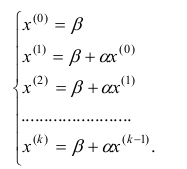 x⁽⁰⁾ = β
x⁽¹⁾ = β + αx⁽⁰⁾
x⁽²⁾ = β + αx⁽¹⁾
........................
x⁽ᵏ⁾ = β + αx⁽ᵏ⁻¹⁾.